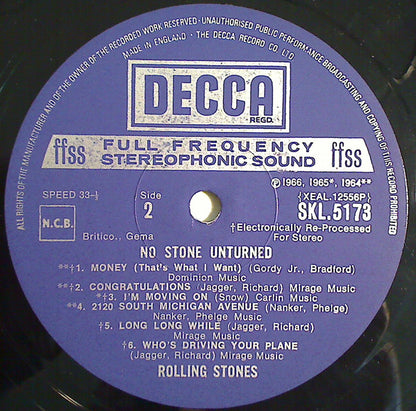 ALL RIGHTS OF THE MANUFACTURER AND OF THE OWNER OF THE RECORDED WORK RESERVED · UNAUTHORISED PUBLIC PERFORMANCE BROADCASTING AND COPYING OF THIS RECORD PROHIBITED
MADE IN ENGLAND · THE DECCA RECORD CO LTD
DECCA
REGD.
ffss FULL FREQUENCY ffss
STEREOPHONIC SOUND
SPEED 33⅓
Side
2
℗1966, 1965*, 1964**
(XEAL.12556P)
SKL.5173
†Electronically Re-Processed
For Stereo
N.C.B.
Britico., Gema
NO STONE UNTURNED
**†1. MONEY (That's What I Want) (Gordy Jr., Bradford)
Dominion Music
**†2. CONGRATULATIONS (Jagger, Richard) Mirage Music
*†3. I'M MOVING ON (Snow) Carlin Music
**4. 2120 SOUTH MICHIGAN AVENUE (Nanker, Phelge)
Nanker, Phelge Music
†5. LONG LONG WHILE (Jagger, Richard)
Mirage Music
†6. WHO'S DRIVING YOUR PLANE
(Jagger, Richard) Mirage Music
ROLLING STONES